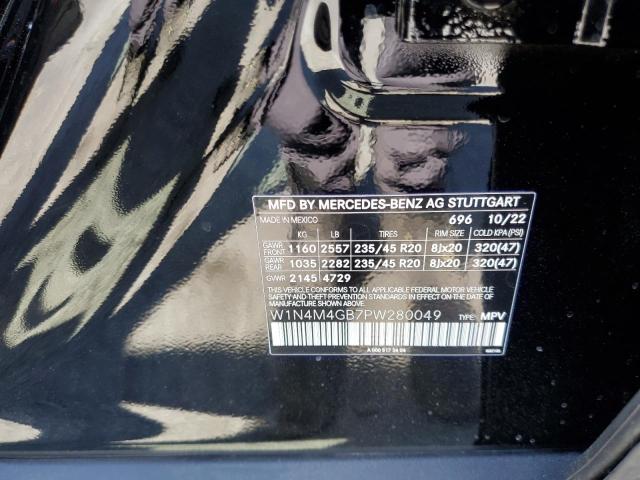 MFD BY MERCEDES-BENZ AG STUTTGART
MADE IN MEXICO 696 10/22
KG LB TIRES RIM SIZE COLD KPA (PSI)
GAWR FRONT 1160 2557 235/45 R20 8Jx20 320(47)
GAWR REAR 1035 2282 235/45 R20 8Jx20 320(47)
GVWR 2145 4729
THIS VEHICLE CONFORMS TO ALL APPLICABLE FEDERAL MOTOR VEHICLE
SAFETY, BUMPER, AND THEFT PREVENTION STANDARDS IN EFFECT ON THE DATE
OF MANUFACTURE SHOWN ABOVE.
W1N4M4GB7PW280049 TYPE: MPV